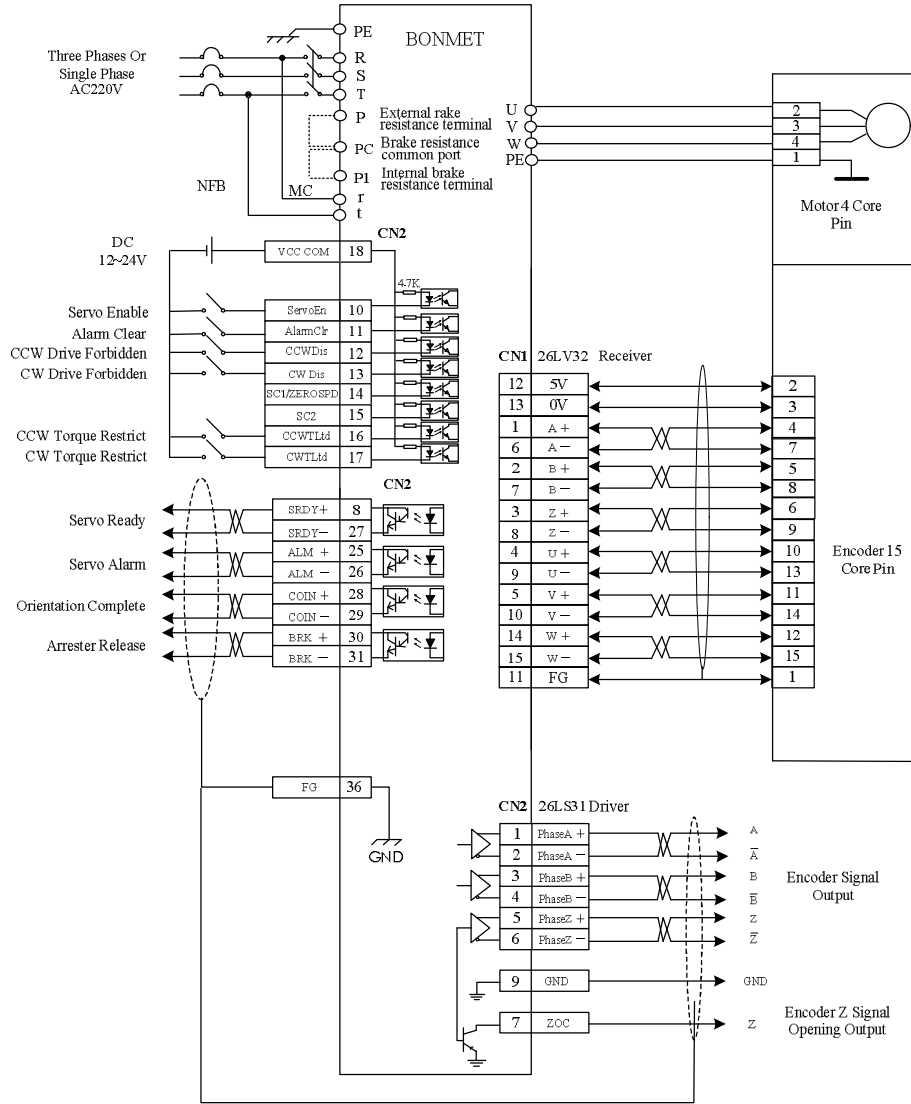 BONMET
Three Phases Or
Single Phase
AC220V
PE
R
S
T
P
External rake
resistance terminal
PC
Brake resistance
common port
P1
Internal brake
resistance terminal
r
t
NFB
MC
U
V
W
PE
2
3
4
1
Motor 4 Core
Pin
DC
12~24V
CN2
VCC COM 18
4.7K
Servo Enable ServoEn 10
Alarm Clear AlarmClr 11
CCW Drive Forbidden CCWDis 12
CW Drive Forbidden CW Dis 13
SC1/ZEROSPD 14
SC2 15
CCW Torque Restrict CCWTLtd 16
CW Torque Restrict CWTLtd 17
CN2
Servo Ready
SRDY+ 8
SRDY- 27
Servo Alarm
ALM + 25
ALM - 26
Orientation Complete
COIN - 29
COIN + 28
Arrester Release
BRK + 30
BRK - 31
FG 36
GND
CN1 26LV32 Receiver
12 5V 2
13 0V 3
1 A+ 4
6 A- 7
2 B+ 5
7 B- 8
3 Z+ 6
8 Z- 9
4 U+ 10
9 U- 13
5 V+ 11
10 V- 14
14 W+ 12
15 W- 15
11 FG 1
Encoder 15
Core Pin
CN2 26LS31 Driver
1 PhaseA + A
2 PhaseA - A̅
3 PhaseB + B
4 PhaseB - B̅
5 PhaseZ + Z
6 PhaseZ - Z̅
Encoder Signal
Output
9 GND GND
7 ZOC Z
Encoder Z Signal
Opening Output